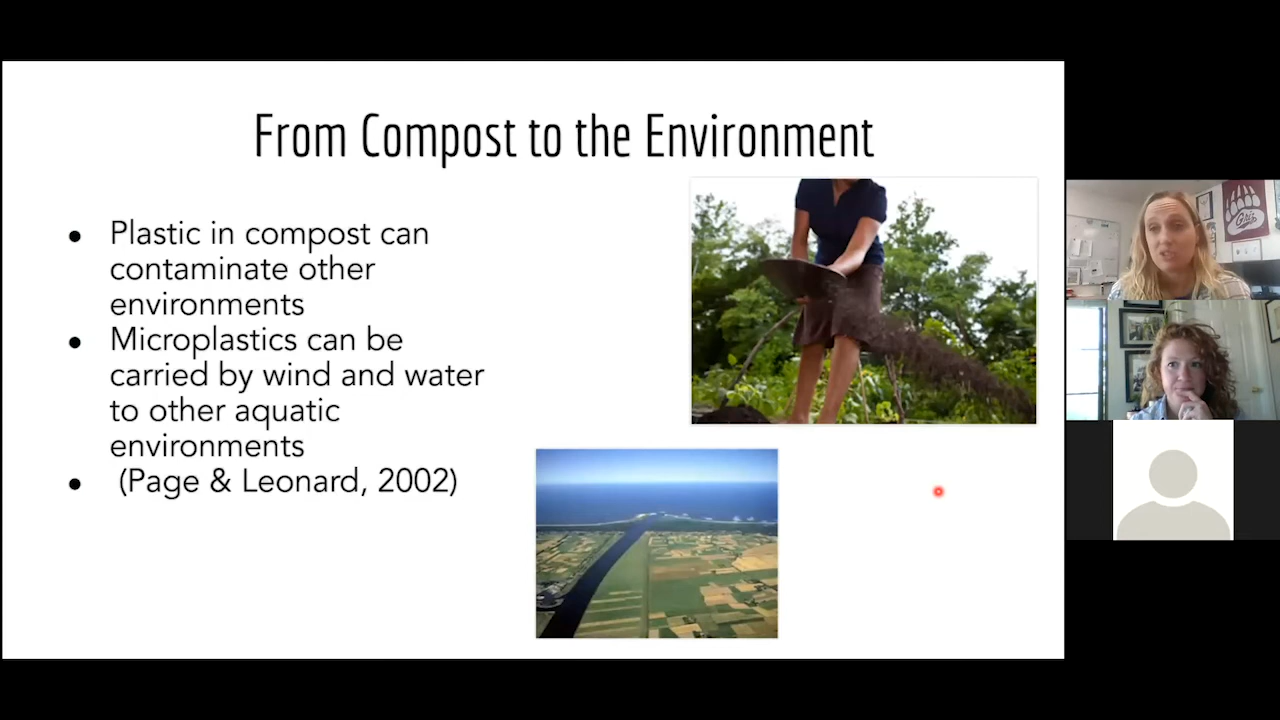 From Compost to the Environment
● Plastic in compost can
contaminate other
environments
● Microplastics can be
carried by wind and water
to other aquatic
environments
● (Page & Leonard, 2002)
Griz